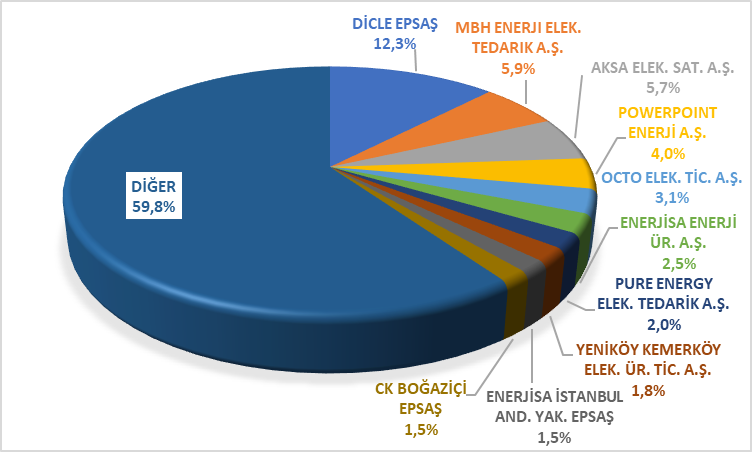 DİCLE EPSAŞ
12,3%
MBH ENERJI ELEK.
TEDARIK A.Ş.
5,9%
AKSA ELEK. SAT. A.Ş.
5,7%
POWERPOINT
ENERJİ A.Ş.
4,0%
OCTO ELEK. TİC. A.Ş.
3,1%
ENERJİSA ENERJİ
ÜR. A.Ş.
2,5%
PURE ENERGY
ELEK. TEDARİK A.Ş.
2,0%
YENİKÖY KEMERKÖY
ELEK. ÜR. TİC. A.Ş.
1,8%
ENERJİSA İSTANBUL
AND. YAK. EPSAŞ
1,5%
CK BOĞAZİÇİ
EPSAŞ
1,5%
DİĞER
59,8%